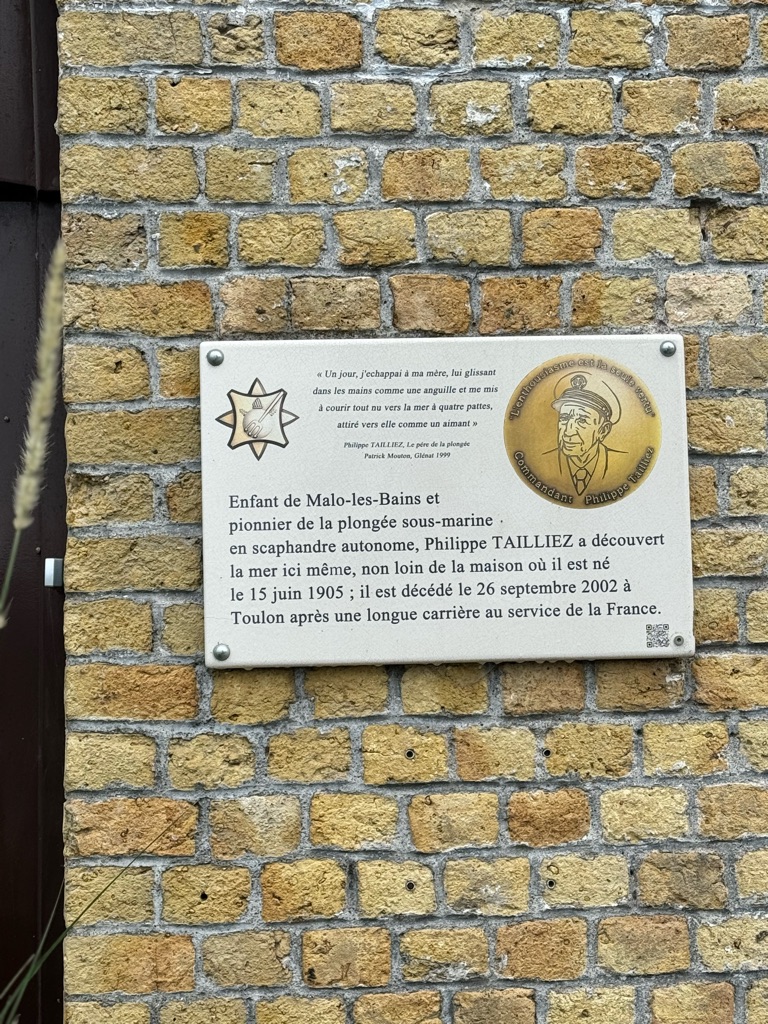 « Un jour, j'echappai à ma mère, lui glissant
dans les mains comme une anguille et me mis
à courir tout nu vers la mer à quatre pattes,
attiré vers elle comme un aimant »
Philippe TAILLIEZ, Le père de la plongée
Patrick Mouton, Glénat 1999
"L'enthousiasme est la seule vertu"
Commandant Philippe Tailliez
Enfant de Malo-les-Bains et
pionnier de la plongée sous-marine
en scaphandre autonome, Philippe TAILLIEZ a découvert
la mer ici même, non loin de la maison où il est né
le 15 juin 1905 ; il est décédé le 26 septembre 2002 à
Toulon après une longue carrière au service de la France.